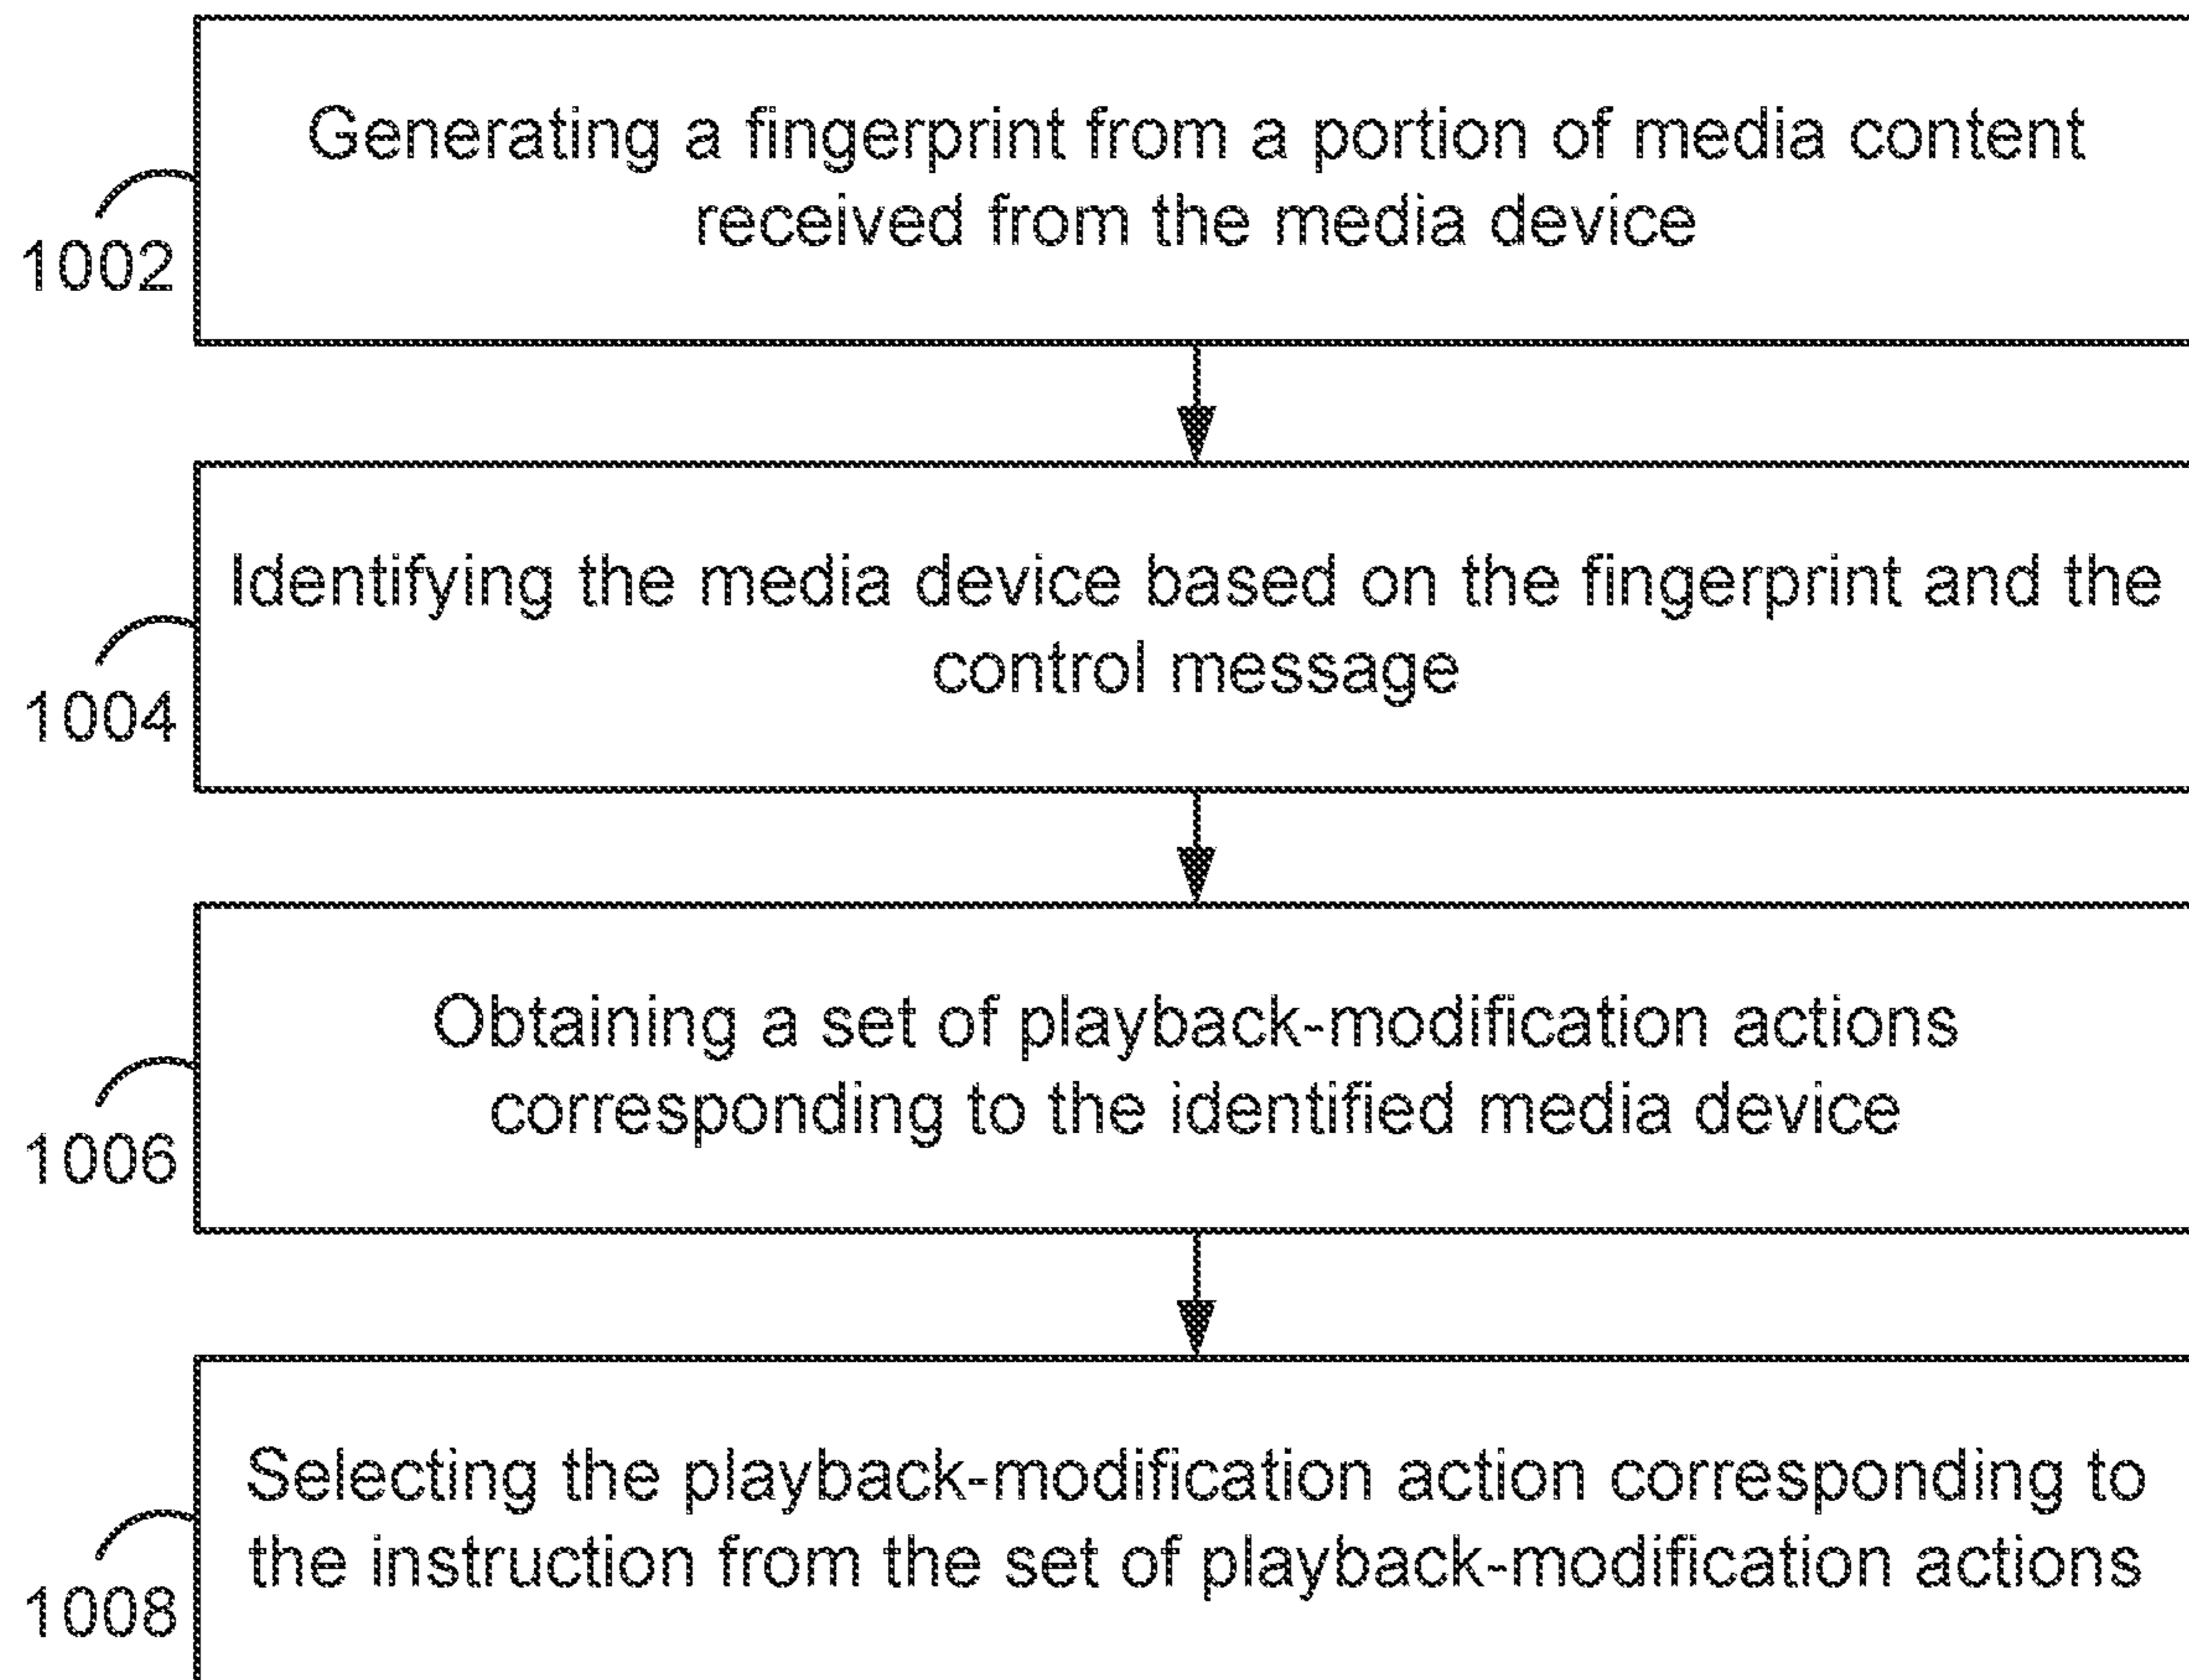 Generating a fingerprint from a portion of media content
received from the media device
1002
Identifying the media device based on the fingerprint and the
control message
1004
Obtaining a set of playback-modification actions
corresponding to the identified media device
1006
Selecting the playback-modification action corresponding to
the instruction from the set of playback-modification actions
1008